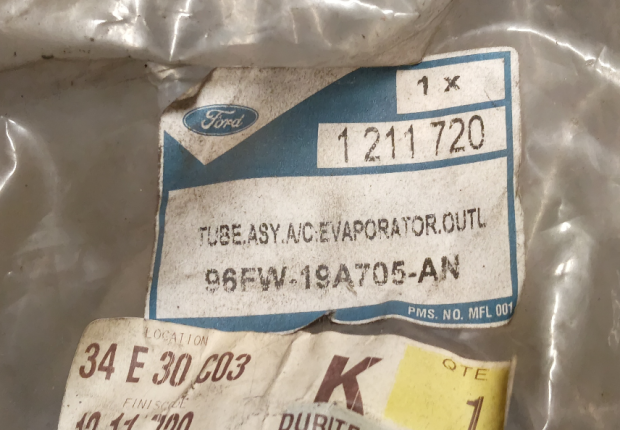 1 x
Ford
1 211 720
TUBE.ASY.A/C.EVAPORATOR.OUTL
96FW-19A705-AN
PMS. NO. MFL 001
LOCATION
34 E 30 C03
K
QTE
1